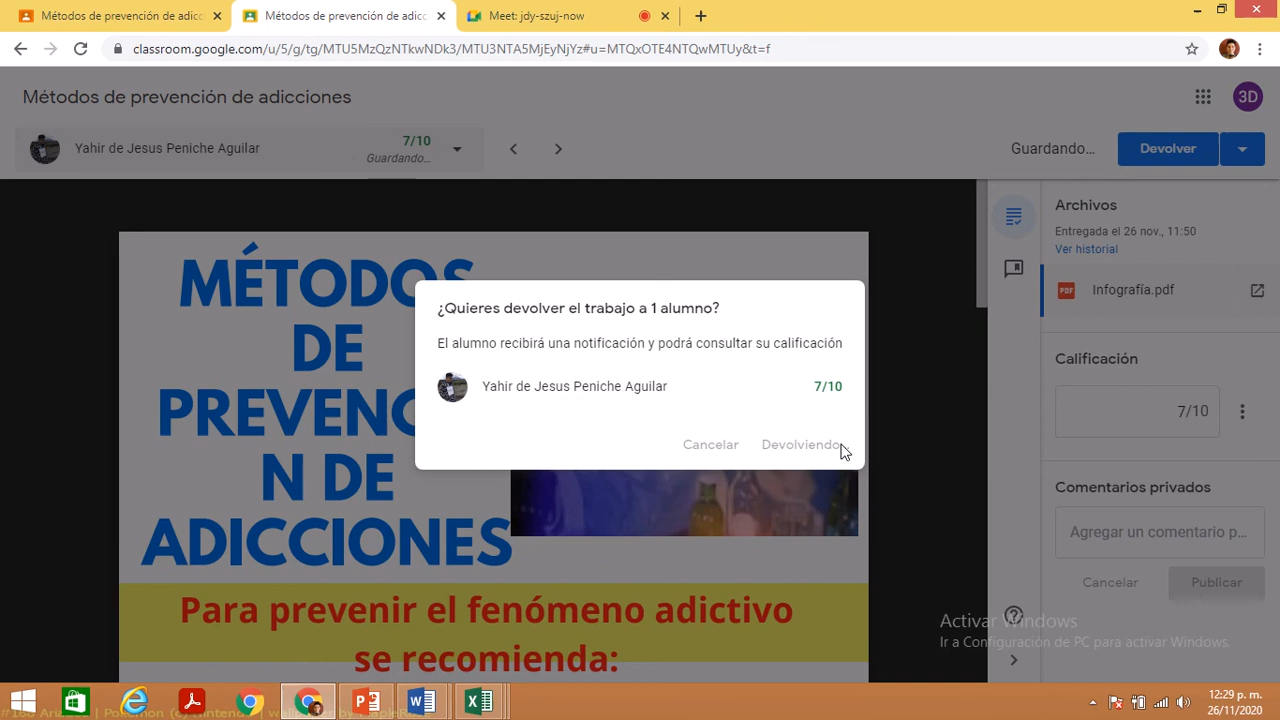 Métodos de prevención de adicc
Métodos de prevención de adicc
Meet: jdy-szuj-now
classroom.google.com/u/5/g/tg/MTU5MzQzNTkwNDk3/MTU3NTA5MjEyNjYz#u=MTQxOTE4NTQwMTUy&t=f
Métodos de prevención de adicciones
3D
Yahir de Jesus Peniche Aguilar
7/10
Guardando...
Guardando...
Devolver
Archivos
Entregada el 26 nov., 11:50
Ver historial
PDF
Infografía.pdf
Calificación
7/10
Comentarios privados
Agregar un comentario p...
Cancelar
Publicar
MÉTODOS
DE
PREVENC
N DE
ADICCIONES
Para prevenir el fenómeno adictivo
se recomienda:
¿Quieres devolver el trabajo a 1 alumno?
El alumno recibirá una notificación y podrá consultar su calificación
Yahir de Jesus Peniche Aguilar
7/10
Cancelar
Devolviendo
Activar Windows
Ir a Configuración de PC para activar Windows.
12:29 p. m.
26/11/2020